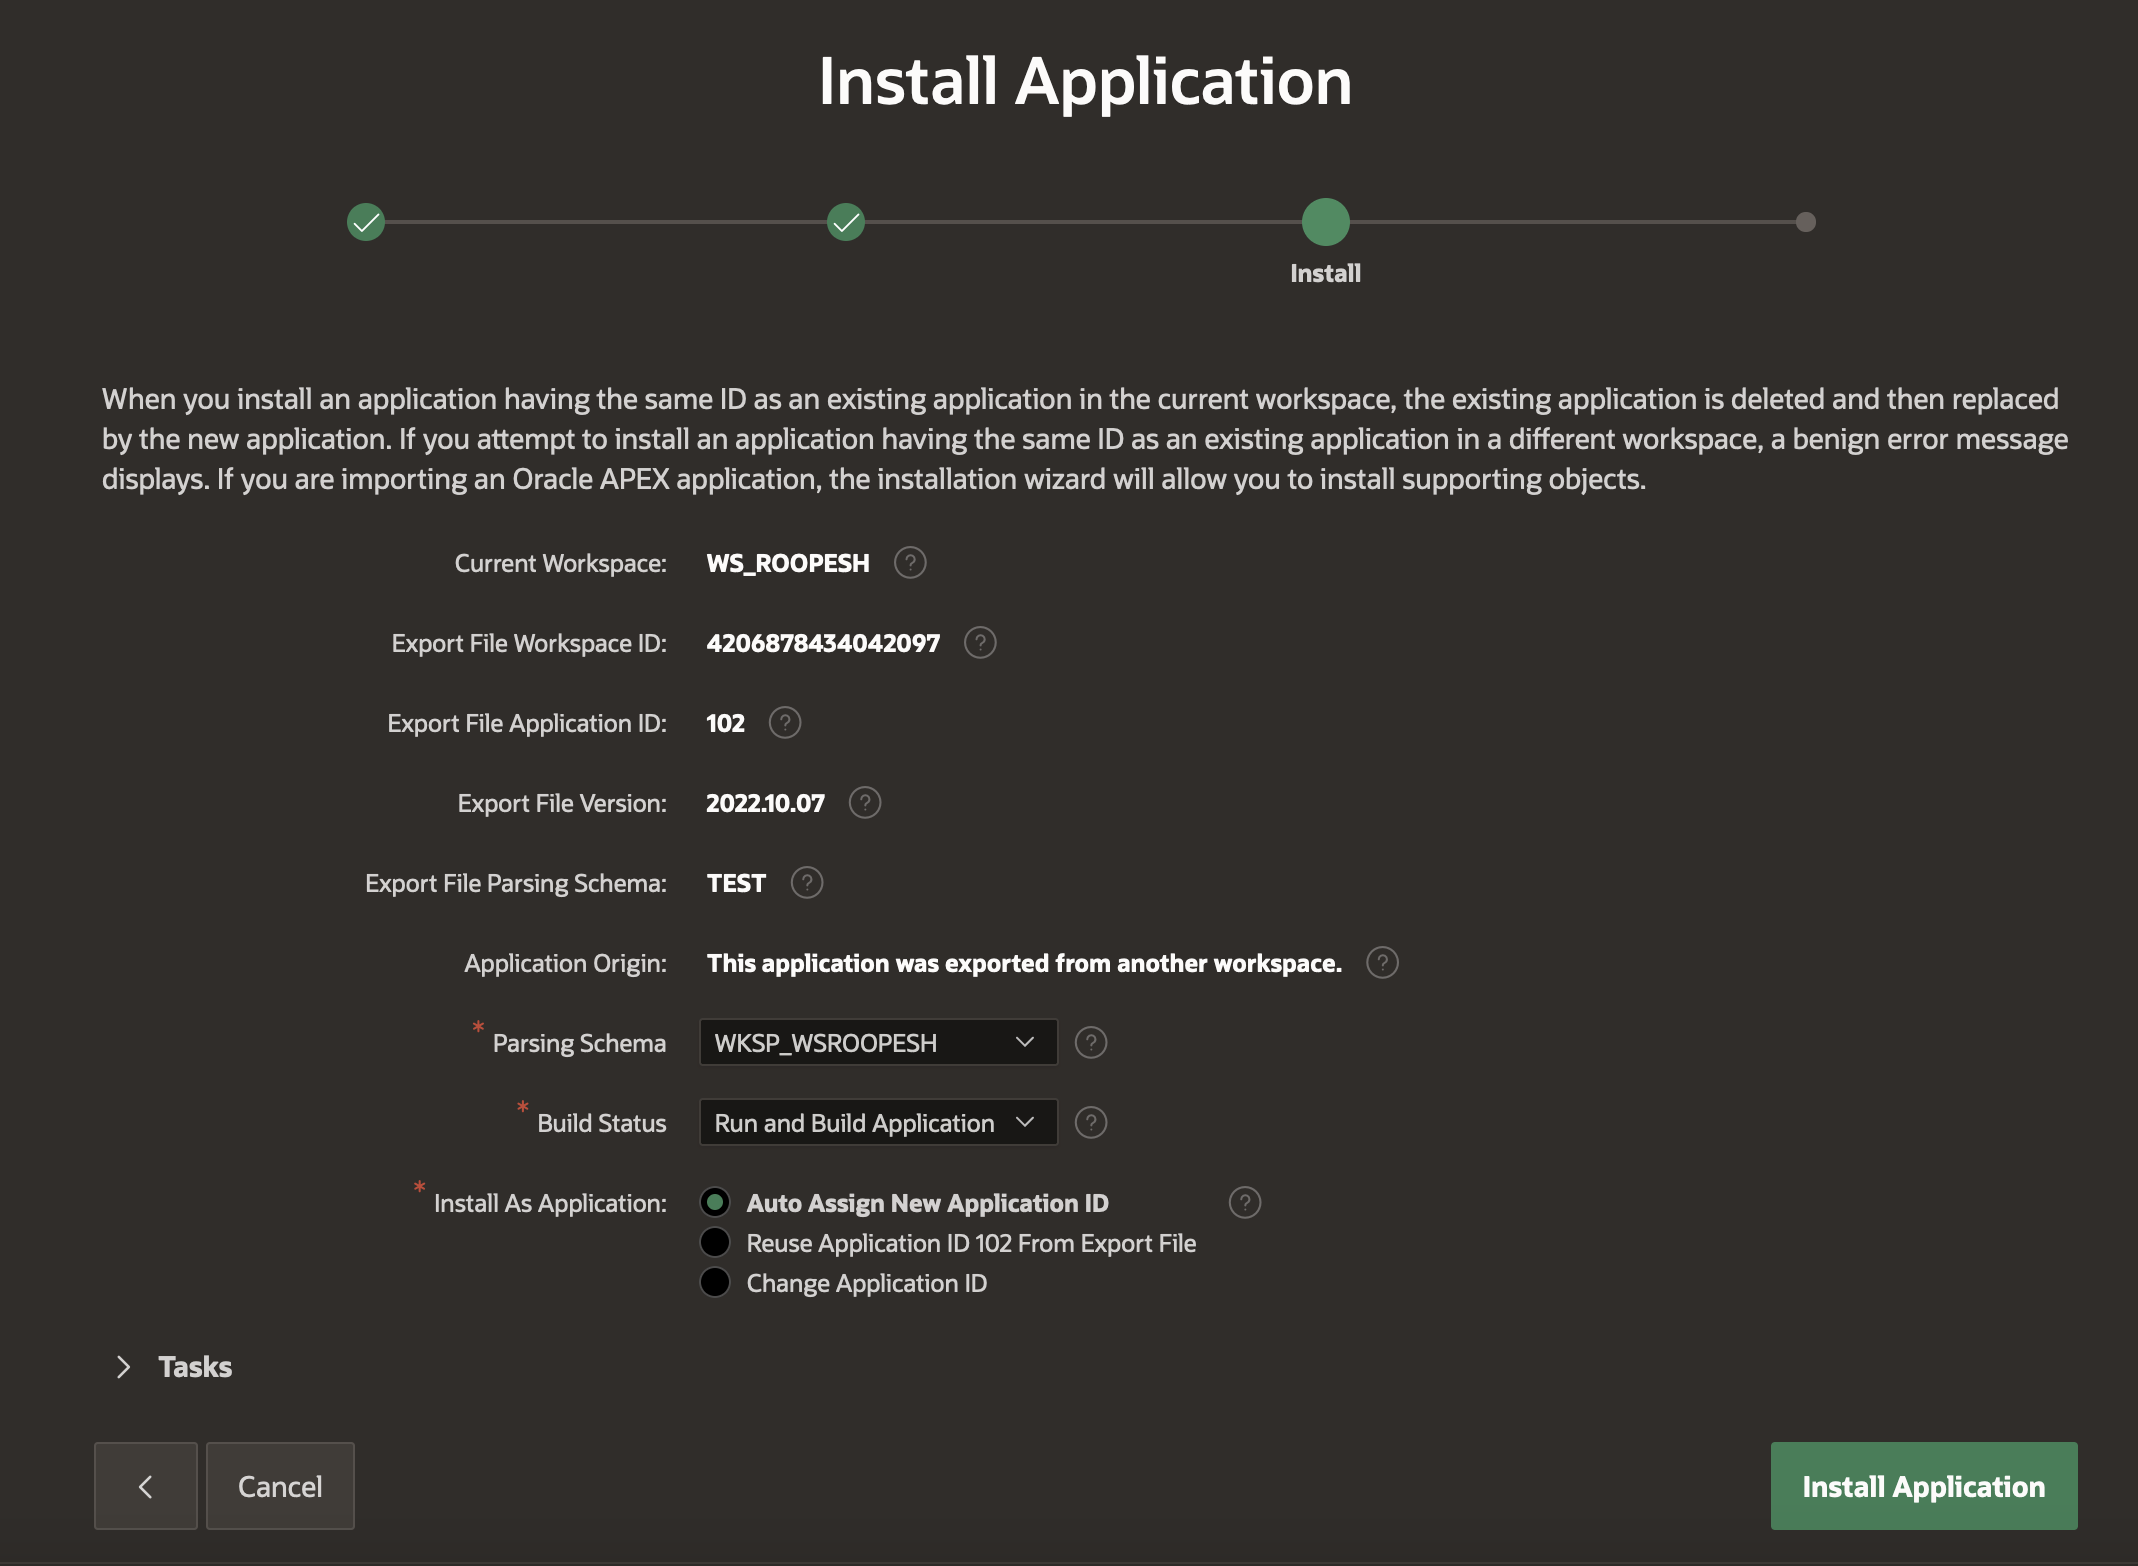 Install Application
Install
When you install an application having the same ID as an existing application in the current workspace, the existing application is deleted and then replaced
by the new application. If you attempt to install an application having the same ID as an existing application in a different workspace, a benign error message
displays. If you are importing an Oracle APEX application, the installation wizard will allow you to install supporting objects.
Current Workspace: WS_ROOPESH ?
Export File Workspace ID: 4206878434042097 ?
Export File Application ID: 102 ?
Export File Version: 2022.10.07 ?
Export File Parsing Schema: TEST ?
Application Origin: This application was exported from another workspace. ?
* Parsing Schema WKSP_WSROOPESH ?
* Build Status Run and Build Application ?
* Install As Application: Auto Assign New Application ID ?
Reuse Application ID 102 From Export File
Change Application ID
Tasks
Cancel Install Application